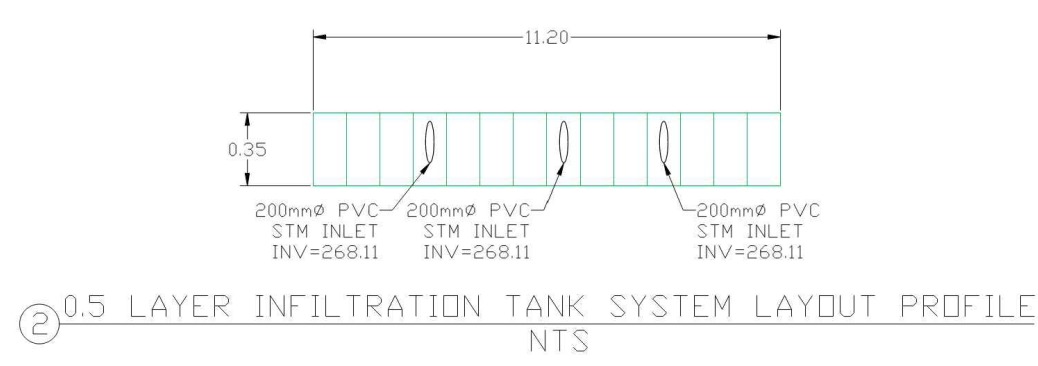 11.20
0.35
200mmØ PVC
STM INLET
INV=268.11
200mmØ PVC
STM INLET
INV=268.11
200mmØ PVC
STM INLET
INV=268.11
2
0.5 LAYER INFILTRATION TANK SYSTEM LAYOUT PROFILE
NTS